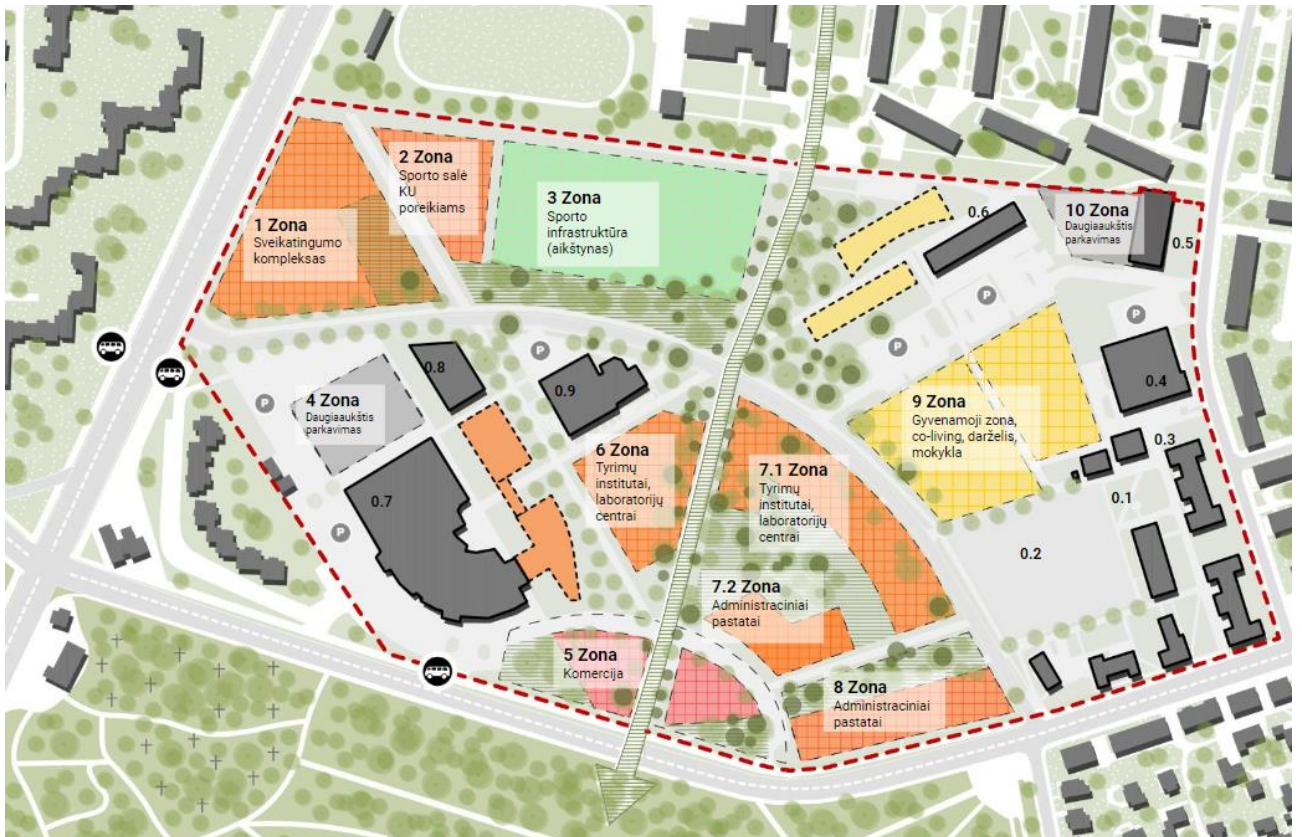 2 Zona
Sporto salė
KU
poreikiams
1 Zona
Sveikatingumo
kompleksas
3 Zona
Sporto
infrastruktūra
(aikštynas)
0.6
10 Zona
Daugiaaukštis
parkavimas
0.5
P
P
P
P
0.8
0.9
0.4
4 Zona
Daugiaaukštis
parkavimas
P
9 Zona
Gyvenamoji zona,
co-living, darželis,
mokykla
6 Zona
Tyrimų
institutai,
laboratorijų
centrai
7.1 Zona
Tyrimų
institutai,
laboratorijų
centrai
0.3
0.7
0.1
P
0.2
7.2 Zona
Administraciniai
pastatai
5 Zona
Komercija
8 Zona
Administraciniai
pastatai